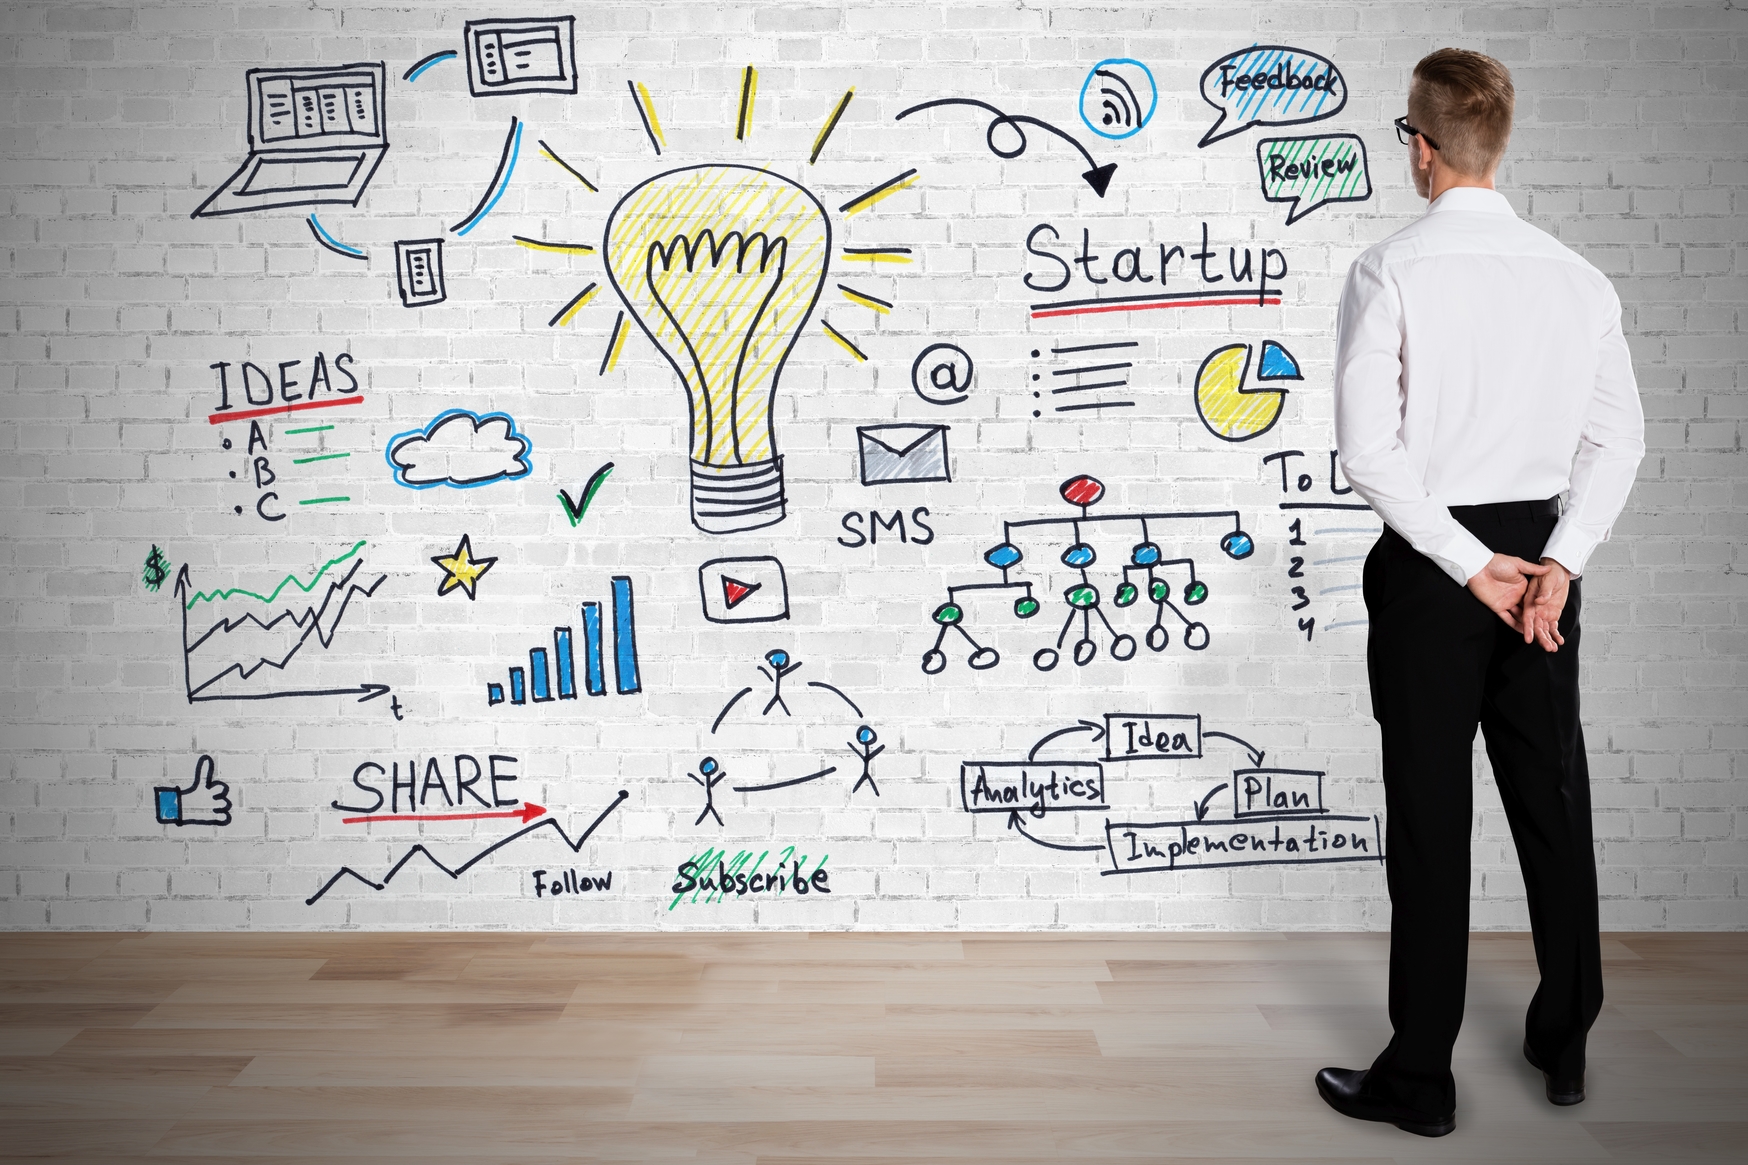 Feedback
Review
Startup
@
IDEAS
A
B
C
SMS
To
1
2
3
4
$
t
SHARE
Follow
Subscribe
Idea
Analytics
Plan
Implementation